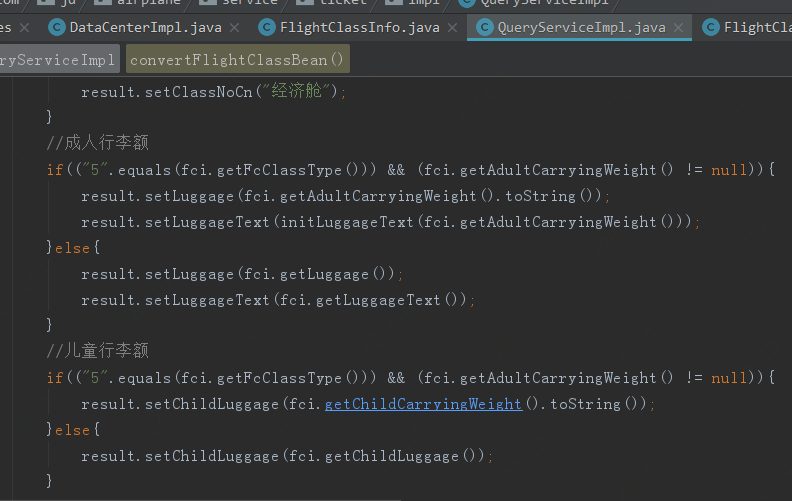 airplane service ticket impl QueryServiceImpl
es DataCenterImpl.java FlightClassInfo.java QueryServiceImpl.java FlightCla
ryServiceImpl convertFlightClassBean()
result.setClassNoCn("经济舱");
}
//成人行李额
if(("5".equals(fci.getFcClassType())) && (fci.getAdultCarryingWeight() != null)){
result.setLuggage(fci.getAdultCarryingWeight().toString());
result.setLuggageText(initLuggageText(fci.getAdultCarryingWeight()));
}else{
result.setLuggage(fci.getLuggage());
result.setLuggageText(fci.getLuggageText());
}
//儿童行李额
if(("5".equals(fci.getFcClassType())) && (fci.getAdultCarryingWeight() != null)){
result.setChildLuggage(fci.getChildCarryingWeight().toString());
}else{
result.setChildLuggage(fci.getChildLuggage());
}